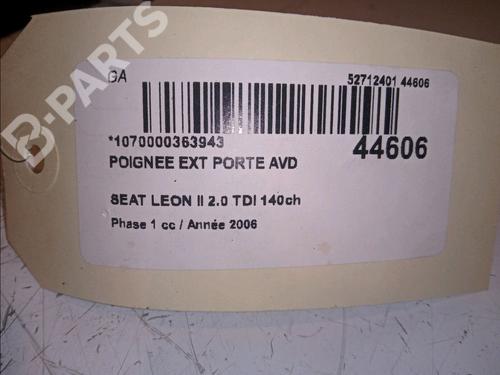 B-PARTS
GA
52712401 44606
*1070000363943
44606
POIGNEE EXT PORTE AVD
SEAT LEON II 2.0 TDI 140ch
Phase 1 cc / Année 2006